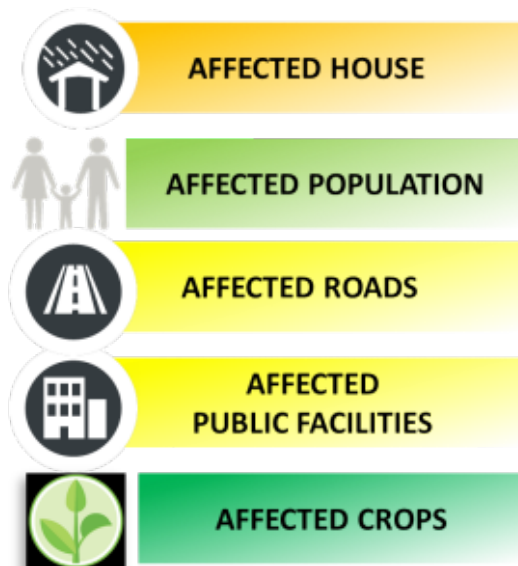 AFFECTED HOUSE
AFFECTED POPULATION
AFFECTED ROADS
AFFECTED
PUBLIC FACILITIES
AFFECTED CROPS